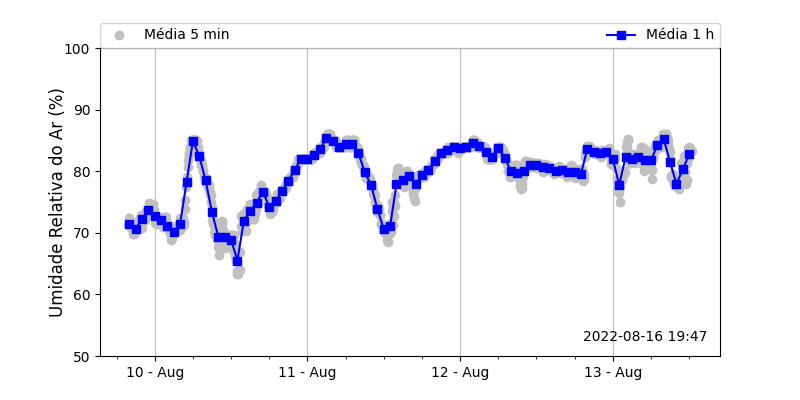 Média 5 min
Média 1 h
Umidade Relativa do Ar (%)
100
90
80
70
60
50
2022-08-16 19:47
10 - Aug
11 - Aug
12 - Aug
13 - Aug